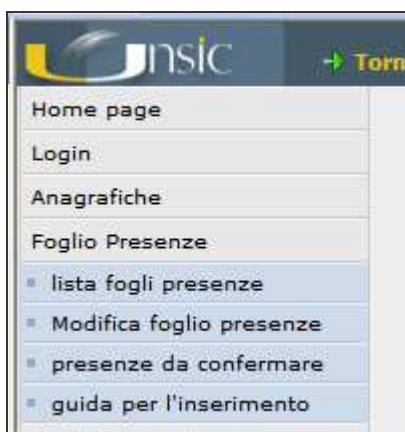 Unsic
Torn
Home page
Login
Anagrafiche
Foglio Presenze
lista fogli presenze
Modifica foglio presenze
presenze da confermare
guida per l'inserimento